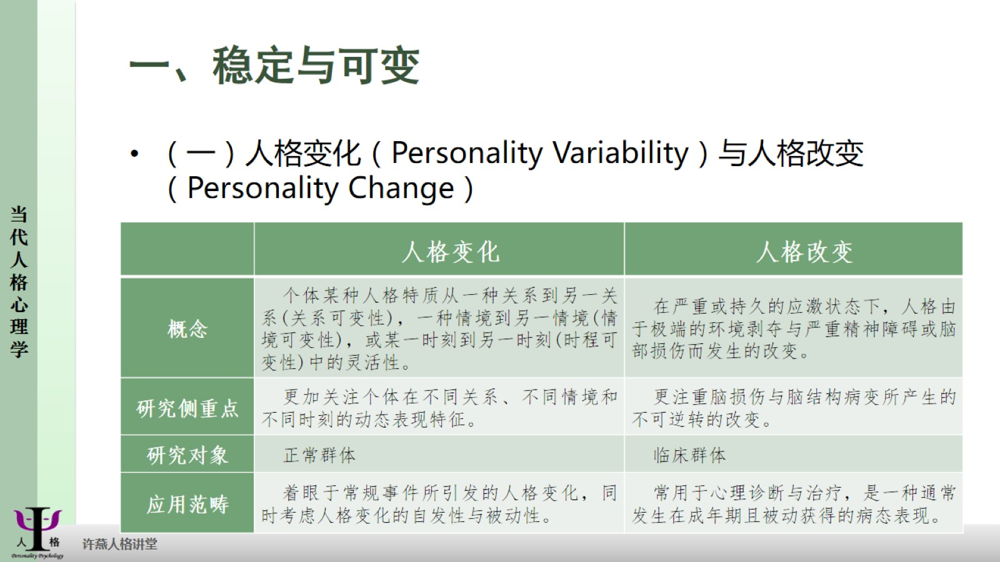 一、稳定与可变
• （一）人格变化（Personality Variability）与人格改变
（Personality Change）
人格变化 人格改变
概念
个体某种人格特质从一种关系到另一关
系(关系可变性)，一种情境到另一情境(情
境可变性)，或某一时刻到另一时刻(时程可
变性)中的灵活性。
在严重或持久的应激状态下，人格由
于极端的环境剥夺与严重精神障碍或脑
部损伤而发生的改变。
研究侧重点
更加关注个体在不同关系、不同情境和
不同时刻的动态表现特征。
更注重脑损伤与脑结构病变所产生的
不可逆转的改变。
研究对象
正常群体
临床群体
应用范畴
着眼于常规事件所引发的人格变化，同
时考虑人格变化的自发性与被动性。
常用于心理诊断与治疗，是一种通常
发生在成年期且被动获得的病态表现。
当代人格心理学
人格
Personality Psychology
许燕人格讲堂